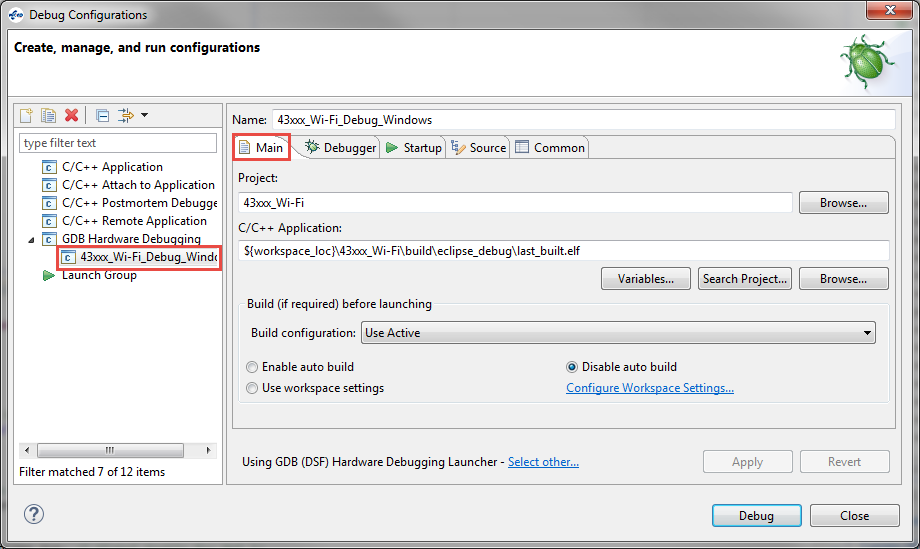 Debug Configurations
Create, manage, and run configurations
type filter text
C/C++ Application
C/C++ Attach to Application
C/C++ Postmortem Debugge
C/C++ Remote Application
GDB Hardware Debugging
43xxx_Wi-Fi_Debug_Windo
Launch Group
Filter matched 7 of 12 items
Name: 43xxx_Wi-Fi_Debug_Windows
Main Debugger Startup Source Common
Project:
43xxx_Wi-Fi Browse...
C/C++ Application:
${workspace_loc}\43xxx_Wi-Fi\build\eclipse_debug\last_built.elf
Variables... Search Project... Browse...
Build (if required) before launching
Build configuration: Use Active
Enable auto build Disable auto build
Use workspace settings Configure Workspace Settings...
Using GDB (DSF) Hardware Debugging Launcher - Select other... Apply Revert
Debug Close